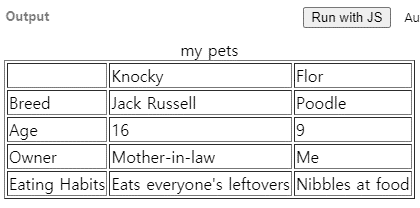 Output Run with JS Au
my pets
Knocky Flor
Breed Jack Russell Poodle
Age 16 9
Owner Mother-in-law Me
Eating Habits Eats everyone's leftovers Nibbles at food